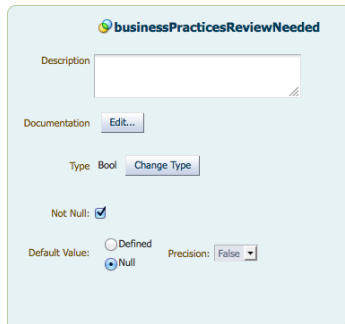 businessPracticesReviewNeeded
Description
Documentation Edit...
Type Bool Change Type
Not Null:
Default Value: Defined
Null Precision: False